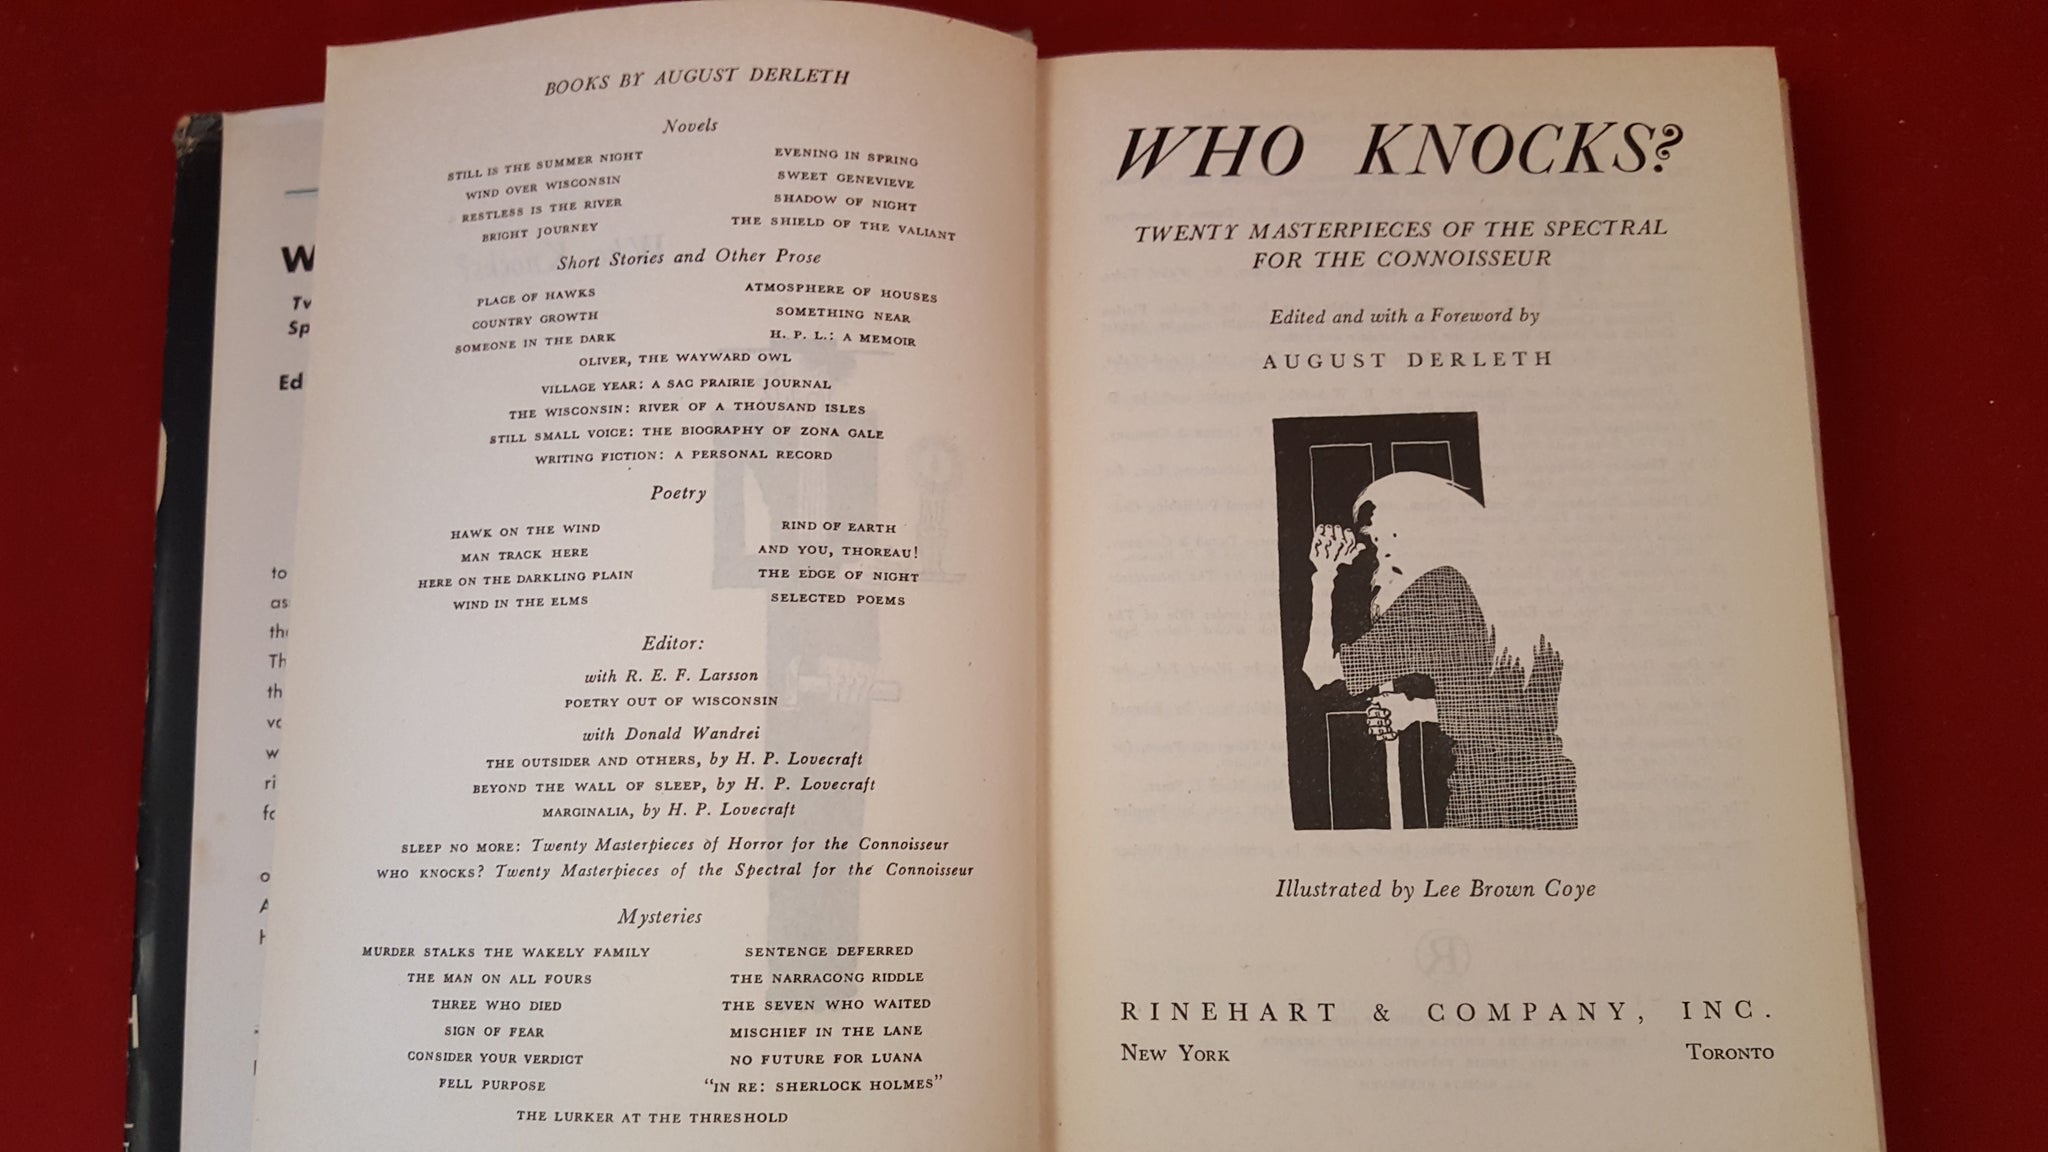 BOOKS BY AUGUST DERLETH
Novels
STILL IS THE SUMMER NIGHT
WIND OVER WISCONSIN
RESTLESS IS THE RIVER
BRIGHT JOURNEY
EVENING IN SPRING
SWEET GENEVIEVE
SHADOW OF NIGHT
THE SHIELD OF THE VALIANT
Short Stories and Other Prose
PLACE OF HAWKS
COUNTRY GROWTH
SOMEONE IN THE DARK
ATMOSPHERE OF HOUSES
SOMETHING NEAR
H. P. L.: A MEMOIR
OLIVER, THE WAYWARD OWL
VILLAGE YEAR: A SAC PRAIRIE JOURNAL
THE WISCONSIN: RIVER OF A THOUSAND ISLES
STILL SMALL VOICE: THE BIOGRAPHY OF ZONA GALE
WRITING FICTION: A PERSONAL RECORD
Poetry
HAWK ON THE WIND
MAN TRACK HERE
HERE ON THE DARKLING PLAIN
WIND IN THE ELMS
RIND OF EARTH
AND YOU, THOREAU!
THE EDGE OF NIGHT
SELECTED POEMS
Editor:
with R. E. F. Larsson
POETRY OUT OF WISCONSIN
with Donald Wandrei
THE OUTSIDER AND OTHERS, by H. P. Lovecraft
BEYOND THE WALL OF SLEEP, by H. P. Lovecraft
MARGINALIA, by H. P. Lovecraft
SLEEP NO MORE: Twenty Masterpieces of Horror for the Connoisseur
WHO KNOCKS? Twenty Masterpieces of the Spectral for the Connoisseur
Mysteries
MURDER STALKS THE WAKELY FAMILY
THE MAN ON ALL FOURS
THREE WHO DIED
SIGN OF FEAR
CONSIDER YOUR VERDICT
FELL PURPOSE
SENTENCE DEFERRED
THE NARRACONG RIDDLE
THE SEVEN WHO WAITED
MISCHIEF IN THE LANE
NO FUTURE FOR LUANA
"IN RE: SHERLOCK HOLMES"
THE LURKER AT THE THRESHOLD
WHO KNOCKS?
TWENTY MASTERPIECES OF THE SPECTRAL
FOR THE CONNOISSEUR
Edited and with a Foreword by
AUGUST DERLETH
Illustrated by Lee Brown Coye
RINEHART & COMPANY, INC.
NEW YORK TORONTO